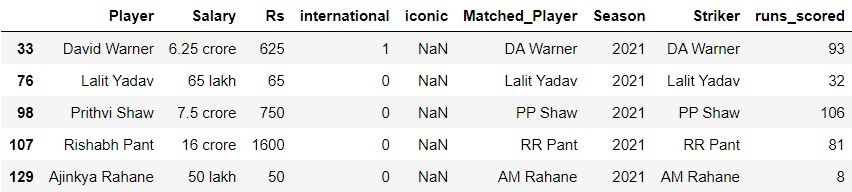 Player Salary Rs international iconic Matched_Player Season Striker runs_scored
33 David Warner 6.25 crore 625 1 NaN DA Warner 2021 DA Warner 93
76 Lalit Yadav 65 lakh 65 0 NaN Lalit Yadav 2021 Lalit Yadav 32
98 Prithvi Shaw 7.5 crore 750 0 NaN PP Shaw 2021 PP Shaw 106
107 Rishabh Pant 16 crore 1600 0 NaN RR Pant 2021 RR Pant 81
129 Ajinkya Rahane 50 lakh 50 0 NaN AM Rahane 2021 AM Rahane 8